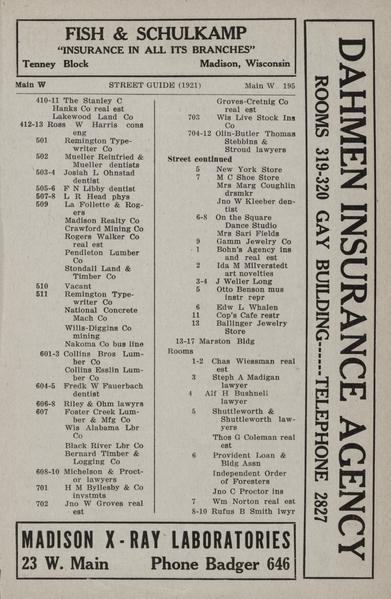 FISH & SCHULKAMP
"INSURANCE IN ALL ITS BRANCHES"
Tenney Block Madison, Wisconsin
Main W STREET GUIDE (1921) Main W 195
410-11 The Stanley C
Hanks Co real est
Lakewood Land Co
412-13 Ross W Harris cons
eng
501 Remington Type-
writer Co
502 Mueller Reinfried &
Mueller dentists
503-4 Josiah L Ohnstad
dentist
505-6 F N Libby dentist
507-8 L R Head phys
509 La Follette & Rog-
ers
Madison Realty Co
Crawford Mining Co
Rogers Walker Co
real est
Pendleton Lumber
Co
Stondall Land &
Timber Co
510 Vacant
511 Remington Type-
writer Co
National Concrete
Mach Co
Wills-Diggins Co
mining
Nakoma Co bus line
601-3 Collins Bros Lum-
ber Co
Collins Esslin Lum-
ber Co
604-5 Fredk W Fauerbach
dentist
606-8 Riley & Ohm lawyers
607 Foster Creek Lum-
ber & Mfg Co
Wis Alabama Lbr
Co
Black River Lbr Co
Bernard Timber &
Logging Co
608-10 Michelson & Proct-
or lawyers
701 H M Byllesby & Co
invstmts
702 Jno W Groves real
est
Groves-Cretnig Co
real est
703 Wis Live Stock Ins
Co
704-12 Olin-Butler Thomas
Stebbins &
Stroud lawyers
Street continued
5 New York Store
7 M C Shoe Store
Mrs Marg Coughlin
drsmkr
Jno W Kleeber den-
tist
6-8 On the Square
Dance Studio
Mrs Sari Fields
9 Gamm Jewelry Co
1 Bohn's Agency ins
and real est
2 Ida M Milverstedt
art novelties
3-4 J Weller Long
5 Otto Benson mus
instr repr
6 Edw L Whalen
11 Cop's Cafe restr
13 Ballinger Jewelry
Store
13-17 Marston Bldg
Rooms
1-2 Chas Wiessman real
est
3 Steph A Madigan
lawyer
4 Alf H Bushnell
lawyer
5 Shuttleworth &
Shuttleworth law-
yers
Thos G Coleman real
est
6 Provident Loan &
Bldg Assn
Independent Order
of Foresters
Jno C Proctor ins
7 Wm Norton real est
8-10 Rufus B Smith lwyr
DAHMEN INSURANCE AGENCY
ROOMS 319-320 GAY BUILDING------TELEPHONE 2827
MADISON X-RAY LABORATORIES
23 W. Main Phone Badger 646